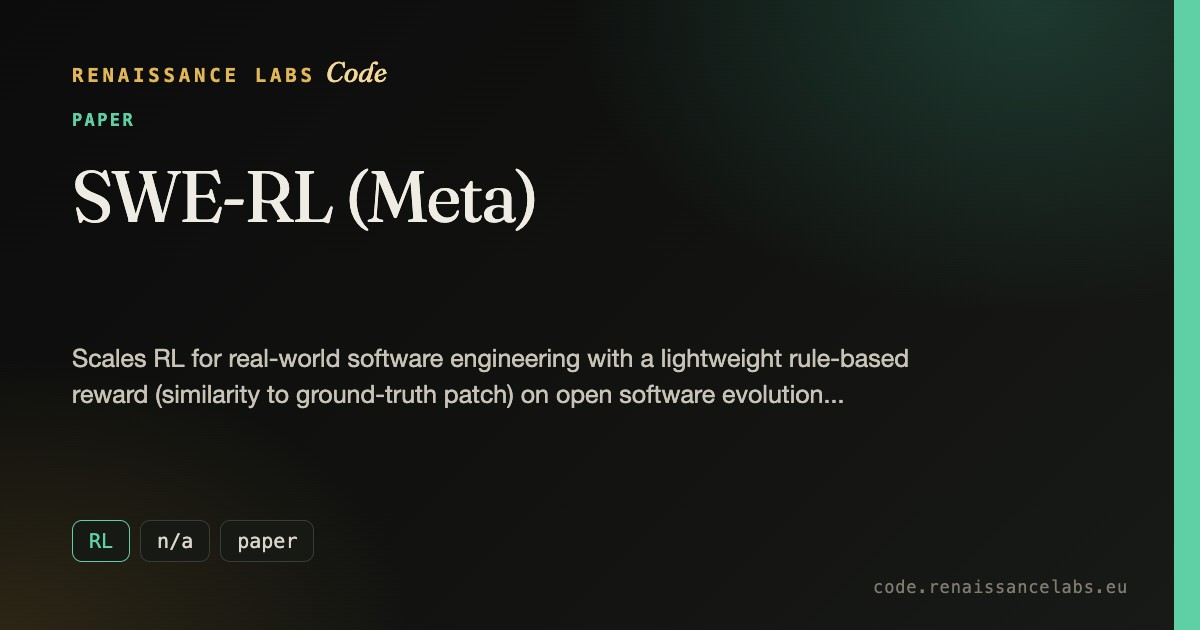 RENAISSANCE LABS Code
PAPER
SWE-RL (Meta)
Scales RL for real-world software engineering with a lightweight rule-based
reward (similarity to ground-truth patch) on open software evolution...
RL n/a paper
code.renaissancelabs.eu